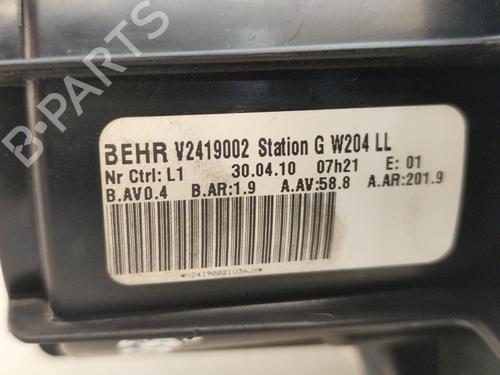 BEHR V2419002 Station G W204 LL
Nr Ctrl: L1 30.04.10 07h21 E: 01
B.AV0.4 B.AR:1.9 A.AV:58.8 A.AR:201.9
B-PARTS